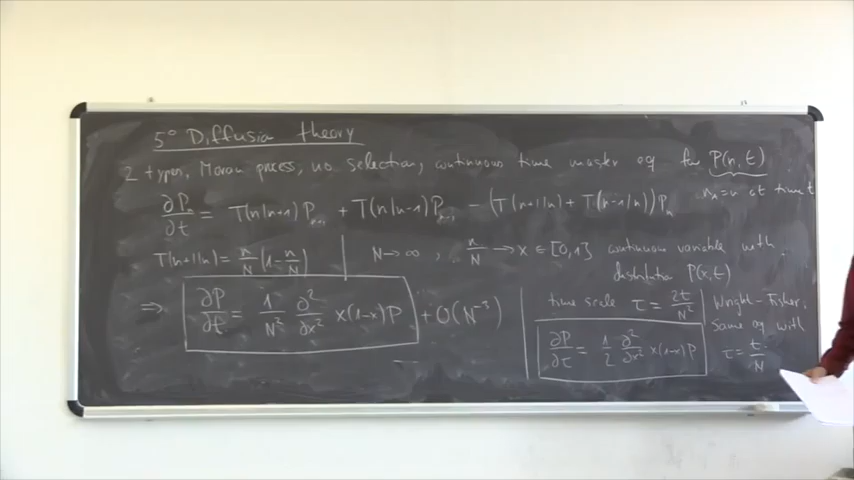 5° Diffusion theory
2 types, Moran process, no selection, continuous time master eq for P(n,t)
n_A = n at time t
∂P/∂t = T(n|n+1) P_{n+1} + T(n|n-1) P_{n-1} - (T(n+1|n) + T(n-1|n)) P_n
T(n+1|n) = n/N (1 - n/N)
N → ∞, n/N → x ∈ [0,1] continuous variable with
distribution P(x,t)
⇒ ∂P/∂t = 1/N² ∂²/∂x² x(1-x)P + O(N⁻³)
time scale τ = 2t/N²
∂P/∂τ = 1/2 ∂²/∂x² x(1-x)P
Wright-Fisher,
same eq with
τ = t/N